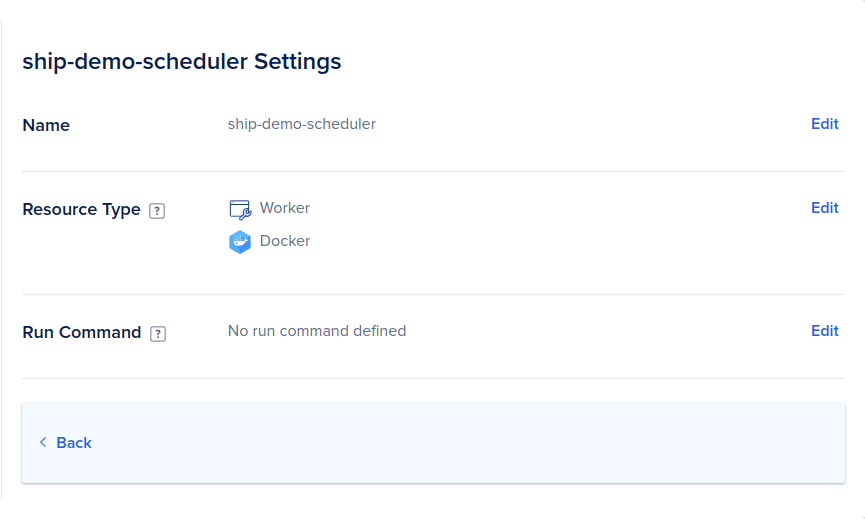 ship-demo-scheduler Settings
Name ship-demo-scheduler Edit
Resource Type ? Worker Edit
Docker
Run Command ? No run command defined Edit
Back